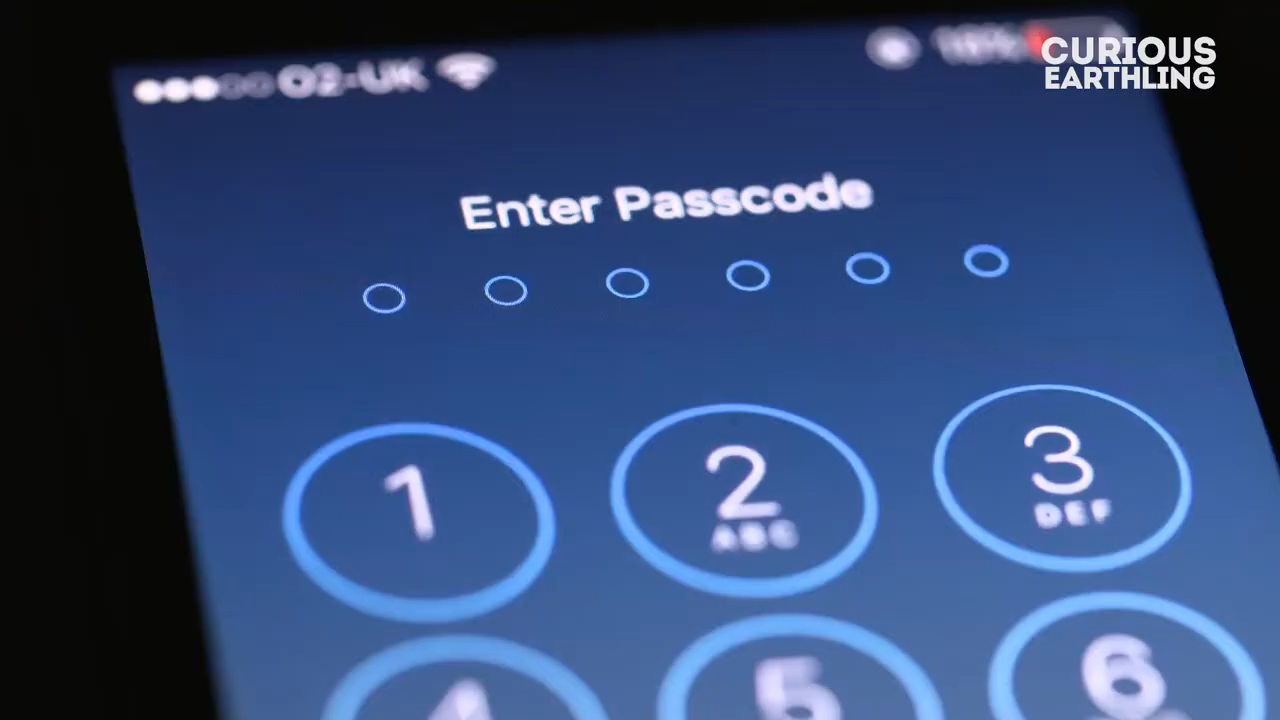 O2-UK
CURIOUS
EARTHLING
Enter Passcode
1
2
ABC
3
DEF
4
5
6